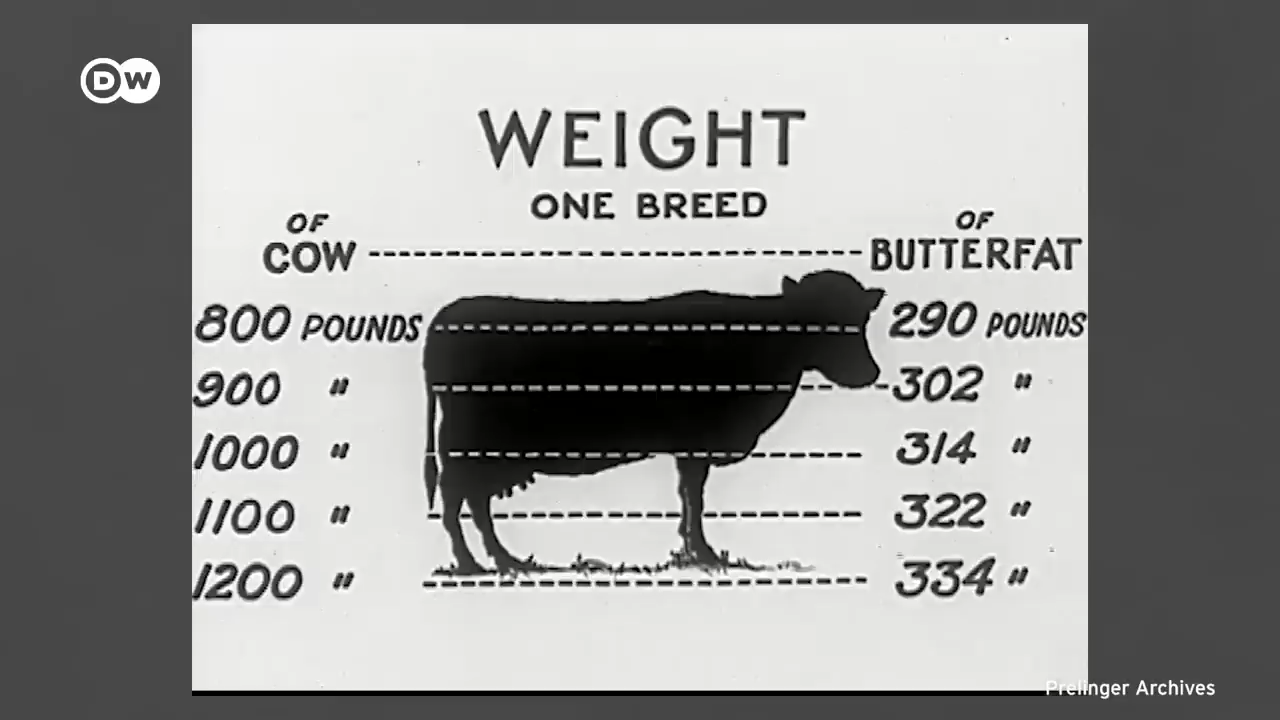 DW
WEIGHT
ONE BREED
OF COW ---------- OF BUTTERFAT
800 POUNDS ---------- 290 POUNDS
900 " ---------- 302 "
1000 " ---------- 314 "
1100 " ---------- 322 "
1200 " ---------- 334 "
Prelinger Archives